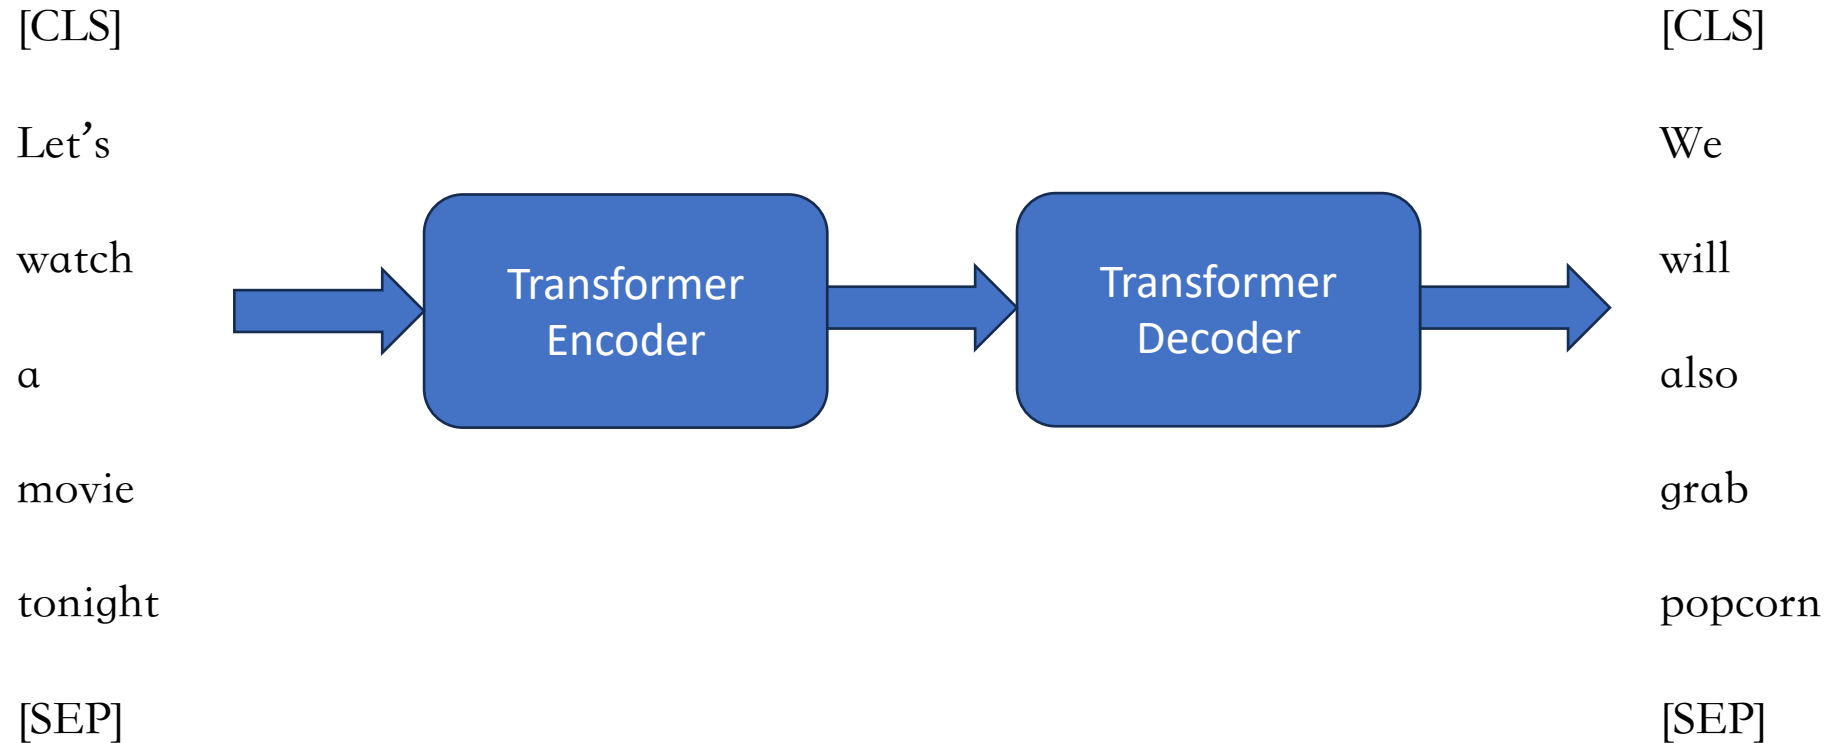 [CLS]
Let’s
watch
a
movie
tonight
[SEP]
Transformer
Encoder
Transformer
Decoder
[CLS]
We
will
also
grab
popcorn
[SEP]